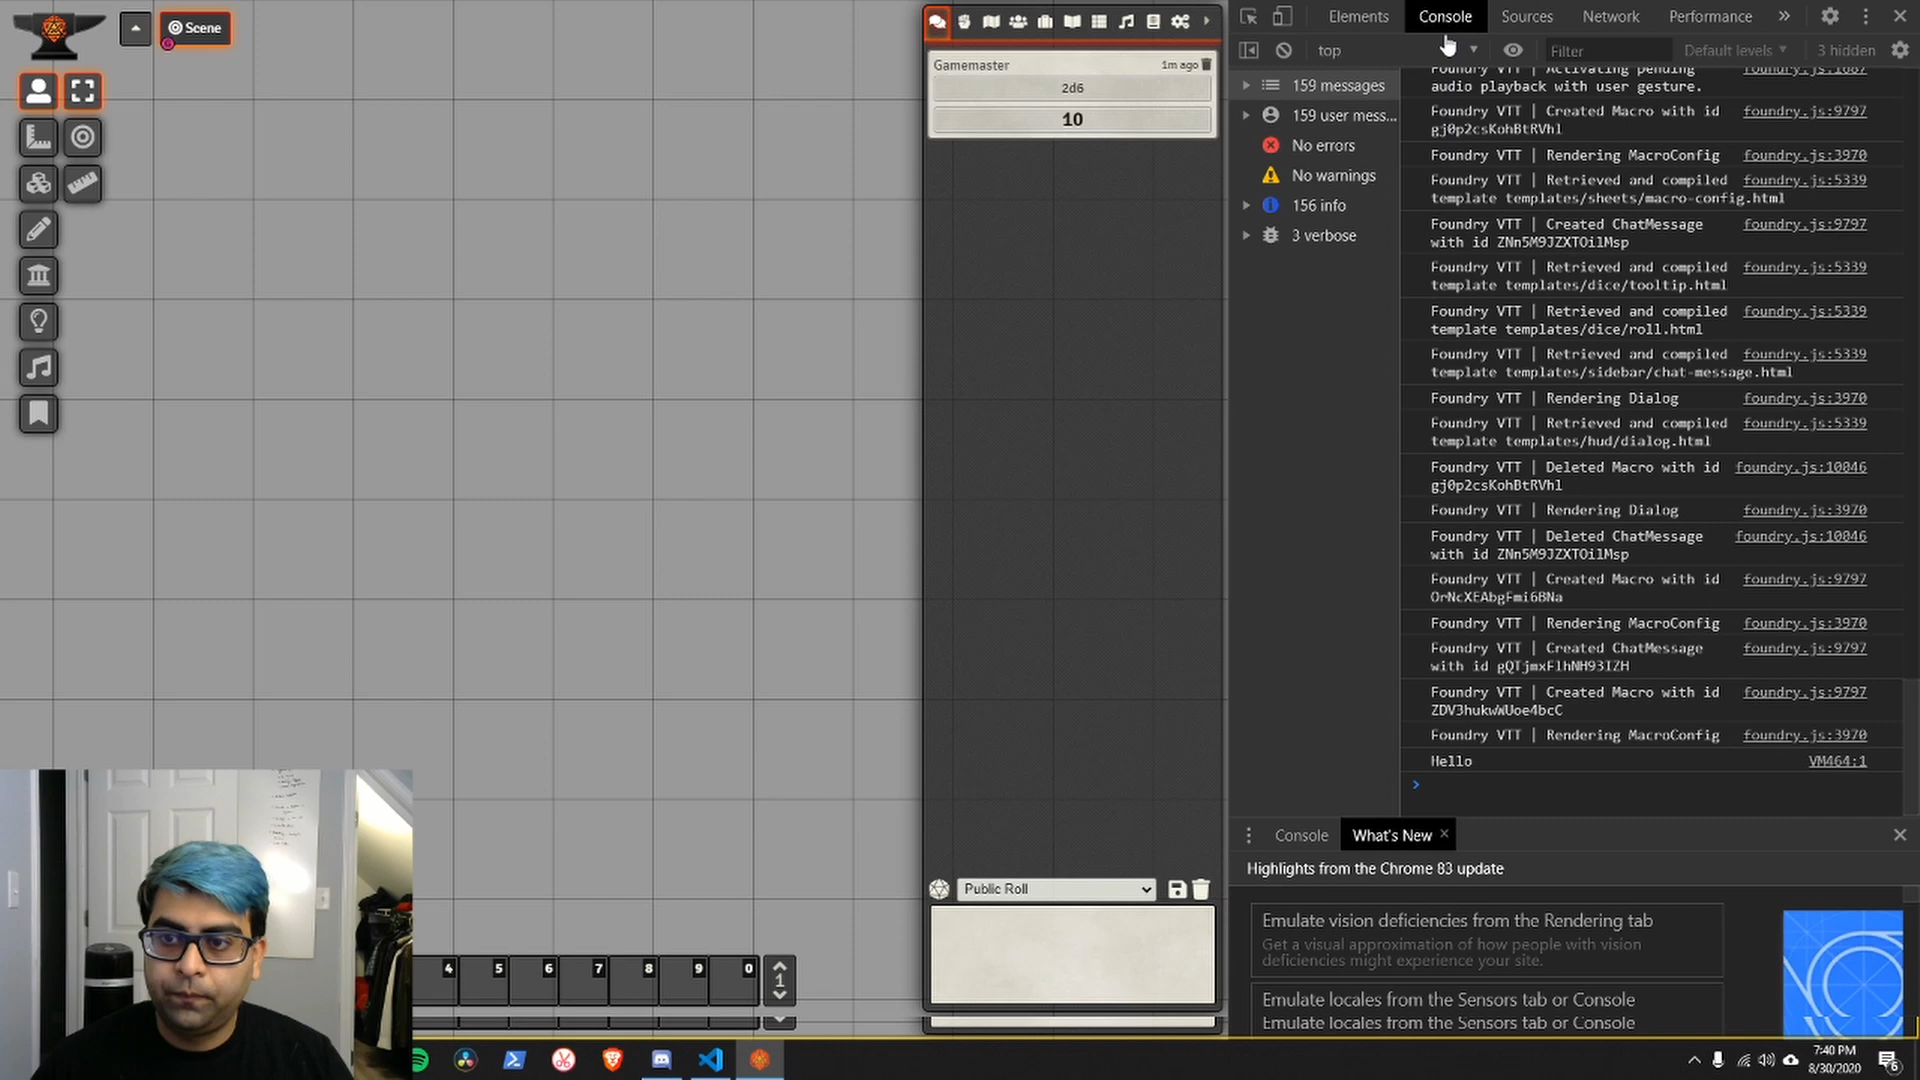 Scene
Gamemaster
1m ago
2d6
10
Public Roll
4 5 6 7 8 9 0
1
Elements
Console
Sources
Network
Performance
top
Filter
Default levels
3 hidden
159 messages
159 user mess...
No errors
No warnings
156 info
3 verbose
Foundry VTT | Activating pending foundry.js:1087
audio playback with user gesture.
Foundry VTT | Created Macro with id foundry.js:9797
gj0p2csKohBtRVhl
Foundry VTT | Rendering MacroConfig foundry.js:3970
Foundry VTT | Retrieved and compiled foundry.js:5339
template templates/sheets/macro-config.html
Foundry VTT | Created ChatMessage foundry.js:9797
with id ZNn5M9JZXTOilMsp
Foundry VTT | Retrieved and compiled foundry.js:5339
template templates/dice/tooltip.html
Foundry VTT | Retrieved and compiled foundry.js:5339
template templates/dice/roll.html
Foundry VTT | Retrieved and compiled foundry.js:5339
template templates/sidebar/chat-message.html
Foundry VTT | Rendering Dialog foundry.js:3970
Foundry VTT | Retrieved and compiled foundry.js:5339
template templates/hud/dialog.html
Foundry VTT | Deleted Macro with id foundry.js:10046
gj0p2csKohBtRVhl
Foundry VTT | Rendering Dialog foundry.js:3970
Foundry VTT | Deleted ChatMessage foundry.js:10046
with id ZNn5M9JZXTOilMsp
Foundry VTT | Created Macro with id foundry.js:9797
OrNcXEAbgFmi6BNa
Foundry VTT | Rendering MacroConfig foundry.js:3970
Foundry VTT | Created ChatMessage foundry.js:9797
with id gQTjmxFlhNH93IZH
Foundry VTT | Created Macro with id foundry.js:9797
ZDV3hukwWUoe4bcC
Foundry VTT | Rendering MacroConfig foundry.js:3970
Hello VM464:1
Console
What's New
Highlights from the Chrome 83 update
Emulate vision deficiencies from the Rendering tab
Get a visual approximation of how people with vision
deficiencies might experience your site.
Emulate locales from the Sensors tab or Console
Emulate locales from the Sensors tab or Console
7:40 PM
8/30/2020
6